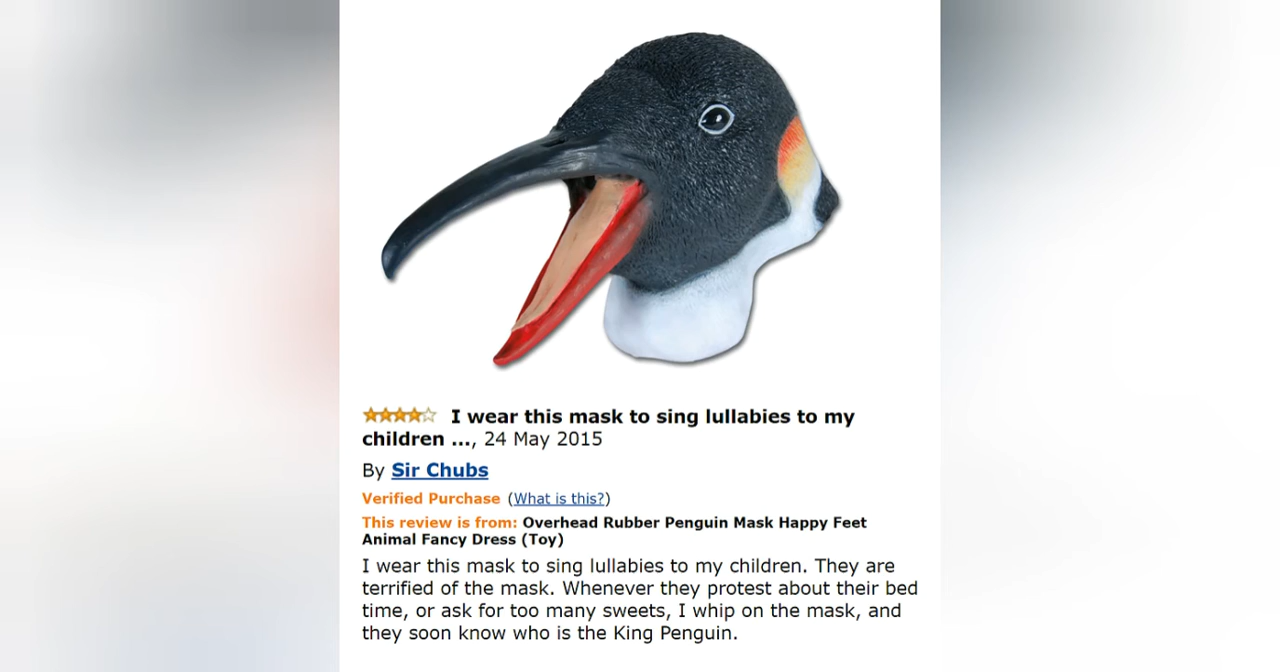 I wear this mask to sing lullabies to my
children ..., 24 May 2015
By Sir Chubs
Verified Purchase (What is this?)
This review is from: Overhead Rubber Penguin Mask Happy Feet
Animal Fancy Dress (Toy)
I wear this mask to sing lullabies to my children. They are
terrified of the mask. Whenever they protest about their bed
time, or ask for too many sweets, I whip on the mask, and
they soon know who is the King Penguin.